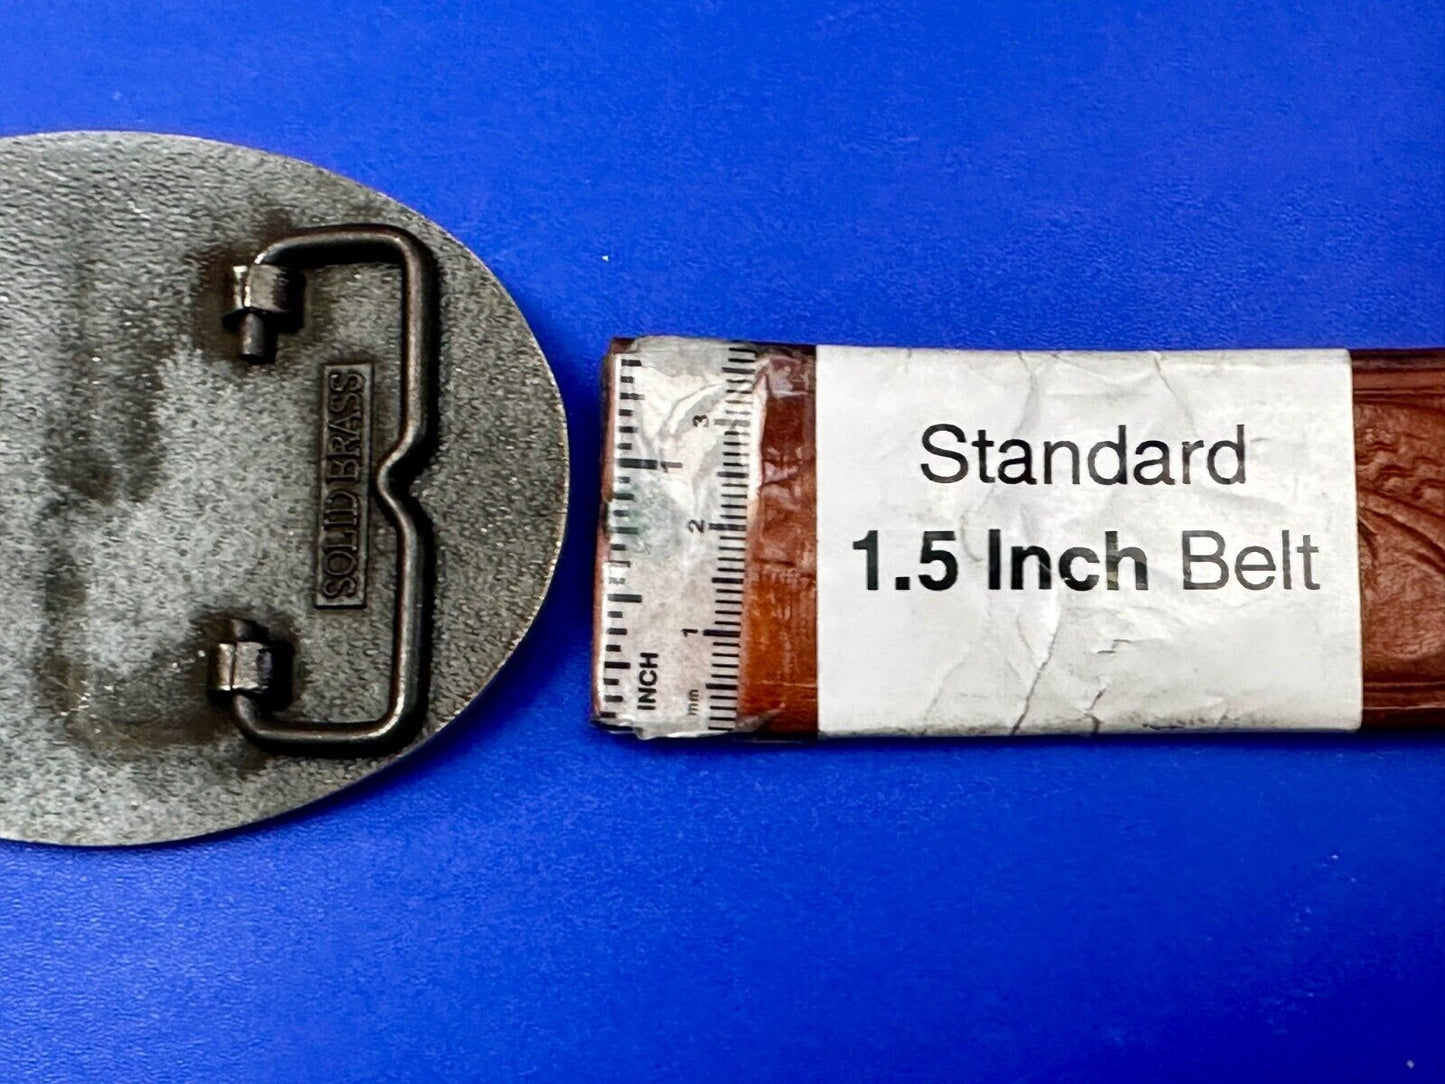 SOLID BRASS
1
INCH
3
2
1
mm
Standard
1.5 Inch Belt